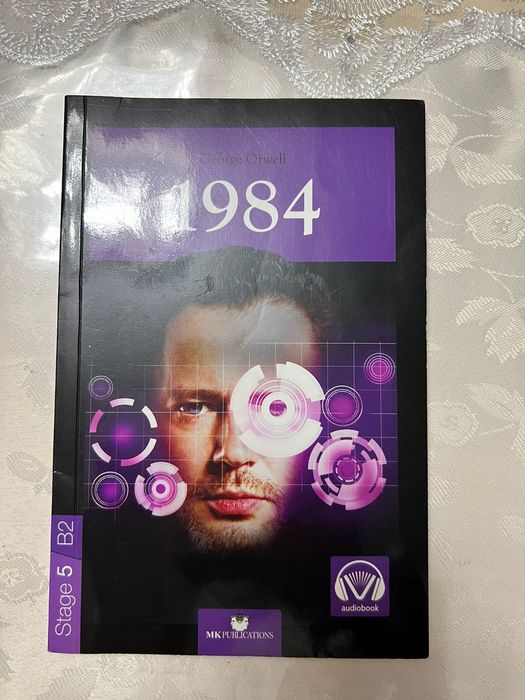 George Orwell
1984
Stage 5 / B2
audiobook
MK PUBLICATIONS